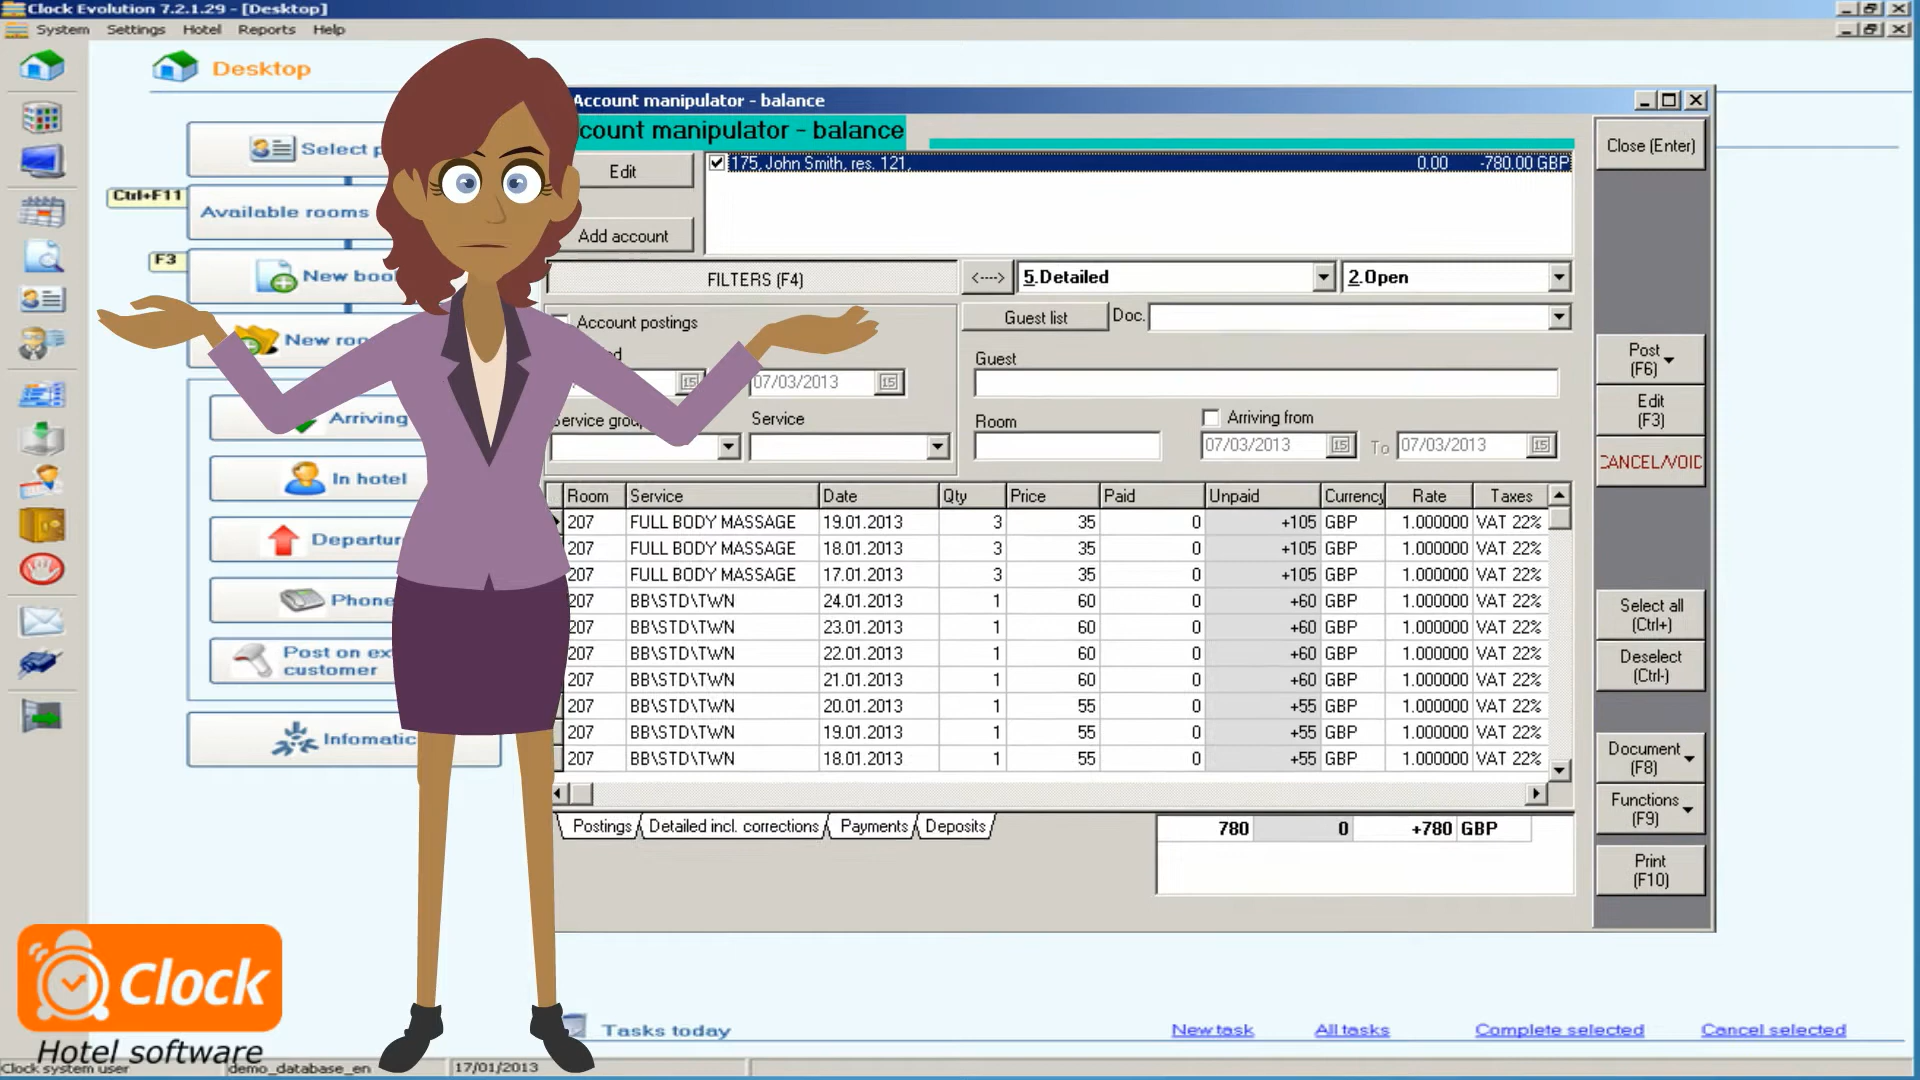 Clock Evolution 7.2.1.29 - [Desktop]
System Settings Hotel Reports Help
Desktop
Select
Ctrl+F11
Available rooms
F3
New
New
Arriving
In hotel
Phone
Post on
customer
Account manipulator - balance
count manipulator - balance
Edit
175, John Smith, res. 121, 0.00 -780.00 GBP
Add account
FILTERS (F4) <----> 5.Detailed 2.Open
Account postings Guest list Doc.
Guest
15 07/03/2013 15
Service Room Arriving from
07/03/2013 15 To 07/03/2013 15
Room Service Date Qty Price Paid Unpaid Currency Rate Taxes
207 FULL BODY MASSAGE 19.01.2013 3 35 0 +105 GBP 1.000000 VAT 22%
207 FULL BODY MASSAGE 18.01.2013 3 35 0 +105 GBP 1.000000 VAT 22%
207 FULL BODY MASSAGE 17.01.2013 3 35 0 +105 GBP 1.000000 VAT 22%
207 BB\STD\TWN 24.01.2013 1 60 0 +60 GBP 1.000000 VAT 22%
207 BB\STD\TWN 23.01.2013 1 60 0 +60 GBP 1.000000 VAT 22%
207 BB\STD\TWN 22.01.2013 1 60 0 +60 GBP 1.000000 VAT 22%
207 BB\STD\TWN 21.01.2013 1 60 0 +60 GBP 1.000000 VAT 22%
207 BB\STD\TWN 20.01.2013 1 55 0 +55 GBP 1.000000 VAT 22%
207 BB\STD\TWN 19.01.2013 1 55 0 +55 GBP 1.000000 VAT 22%
207 BB\STD\TWN 18.01.2013 1 55 0 +55 GBP 1.000000 VAT 22%
Postings Detailed incl. corrections Payments Deposits
780 0 +780 GBP
Close (Enter)
Post
(F6)
Edit
(F3)
CANCEL/VOID
Select all
(Ctrl+)
Deselect
(Ctrl-)
Document
(F8)
Functions
(F9)
Print
(F10)
Clock
Hotel software
Tasks today New task All tasks Complete selected Cancel selected
Clock system user demo_database_en 17/01/2013